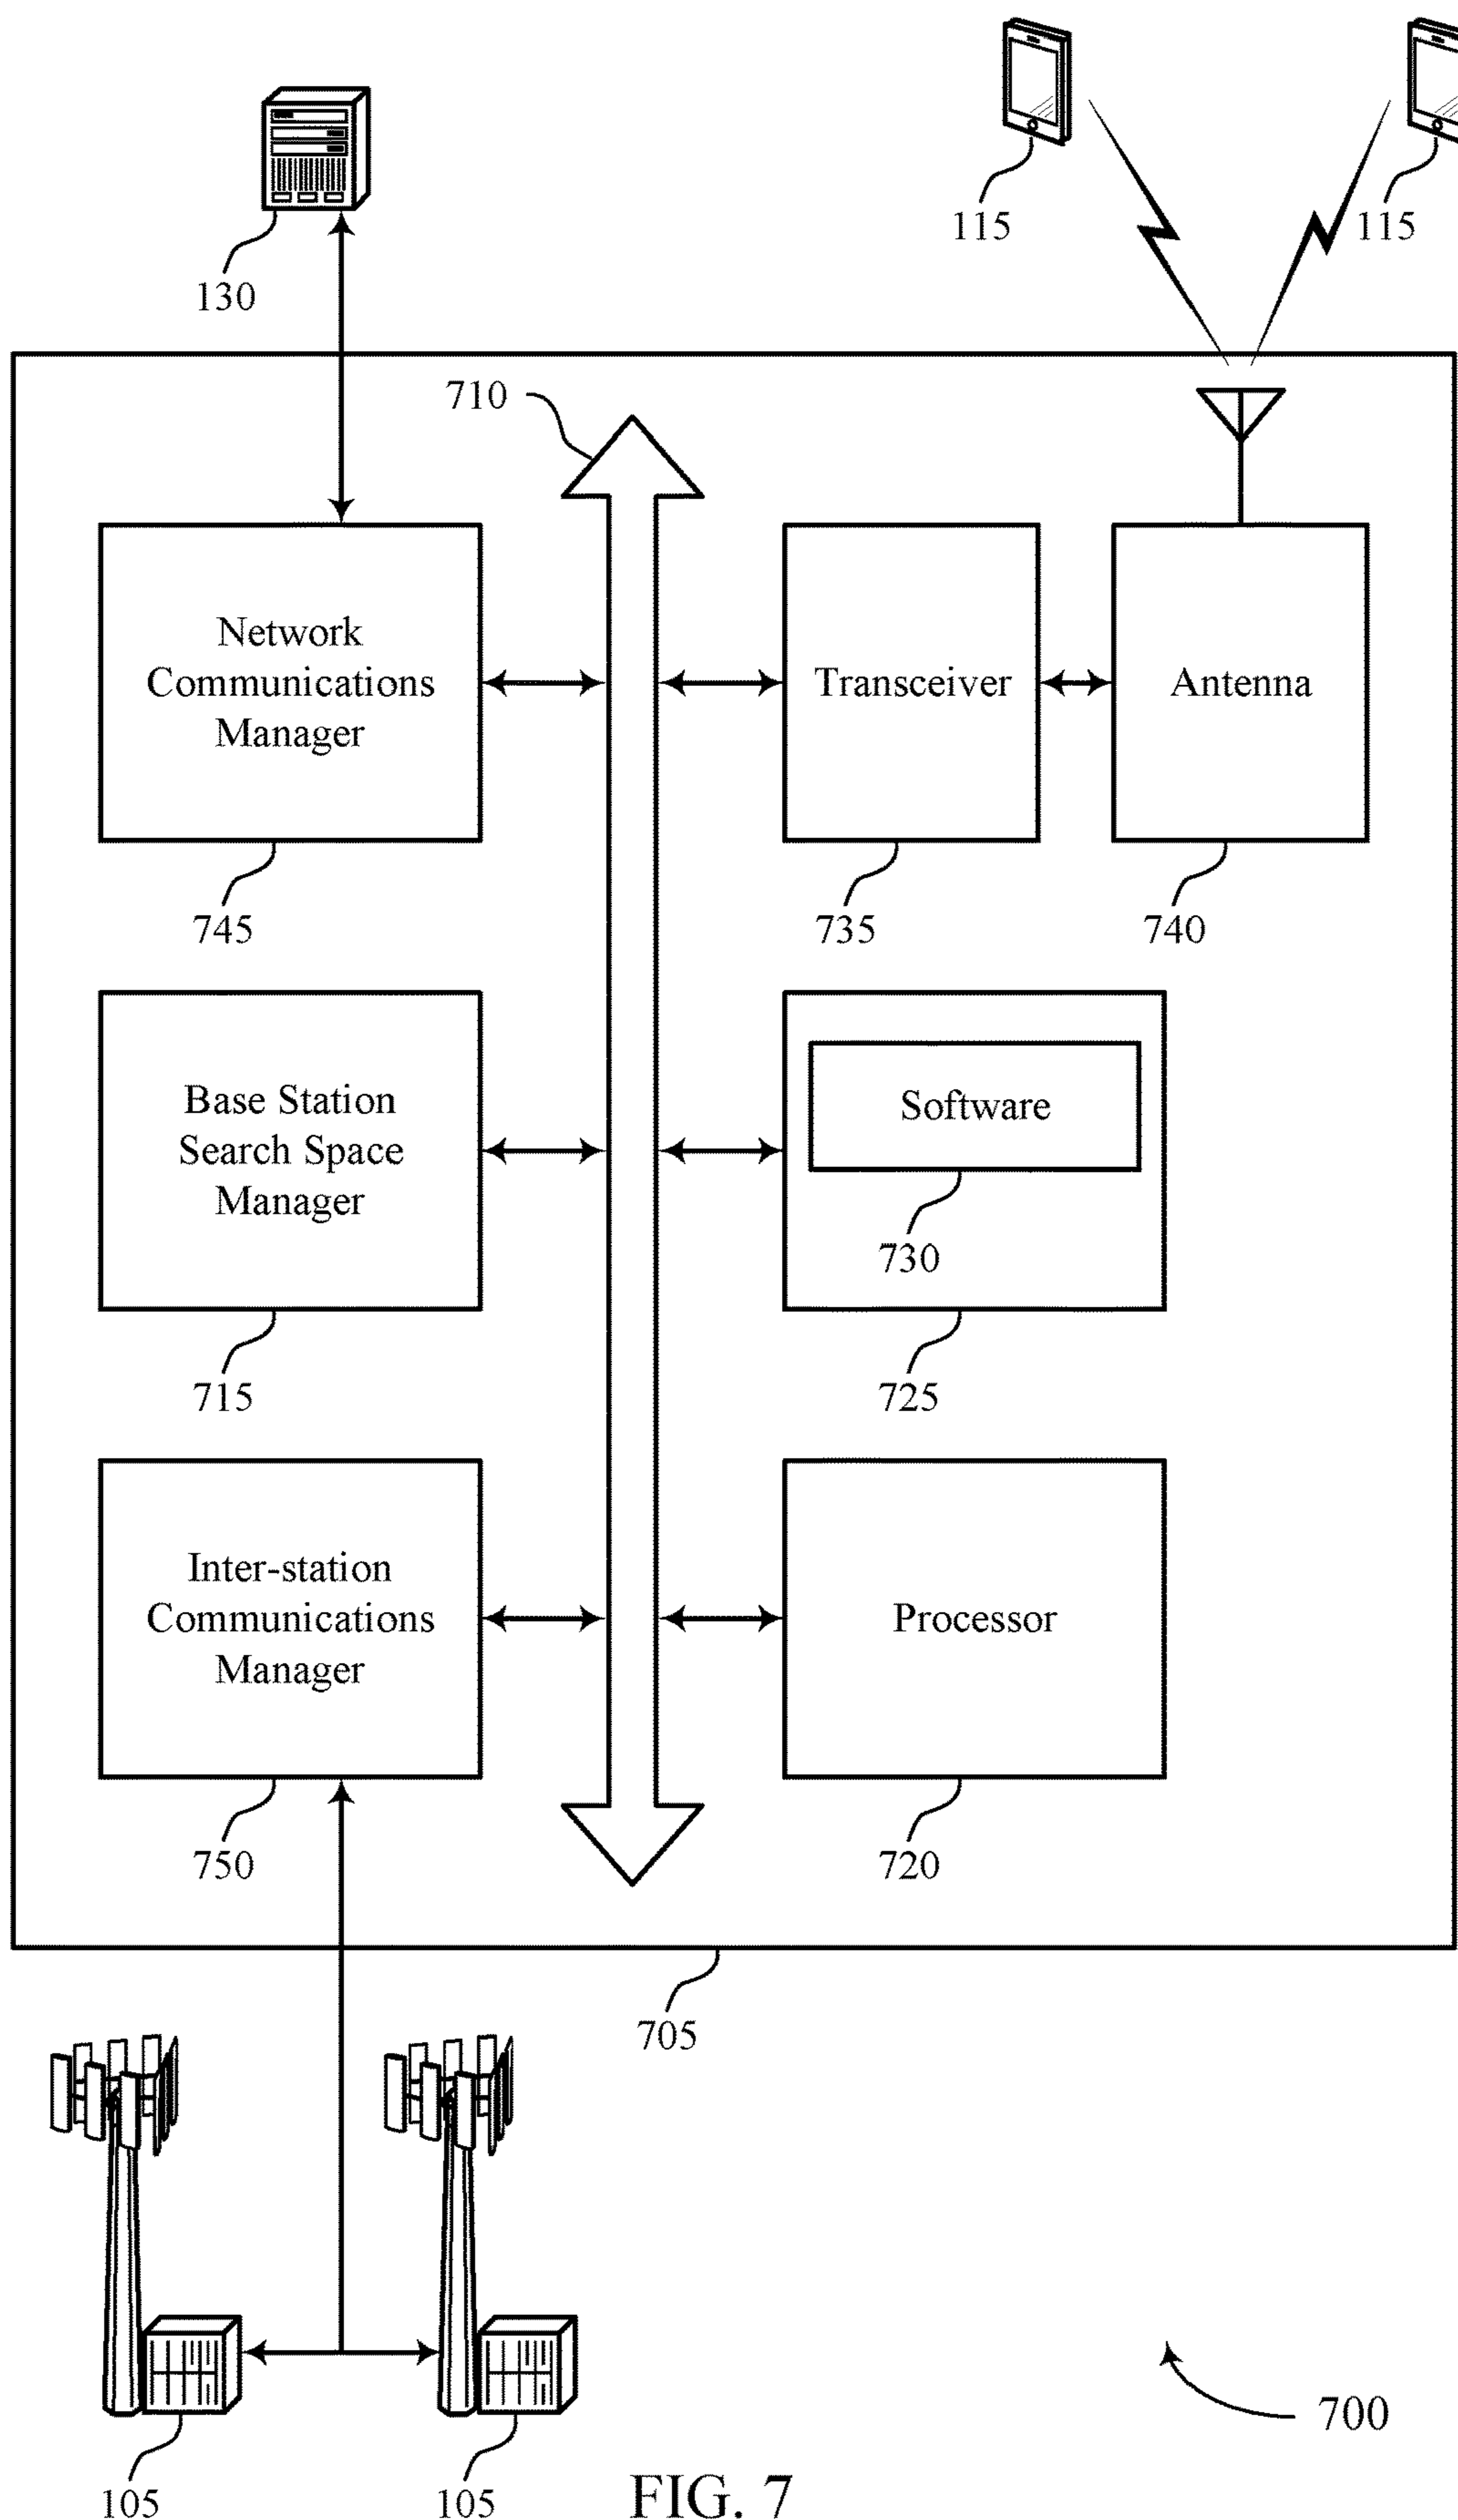 115
115
130
710
Network
Communications
Manager
Transceiver
Antenna
745
735
740
Base Station
Search Space
Manager
Software
730
715
725
Inter-station
Communications
Manager
Processor
750
720
705
700
105
105
FIG. 7